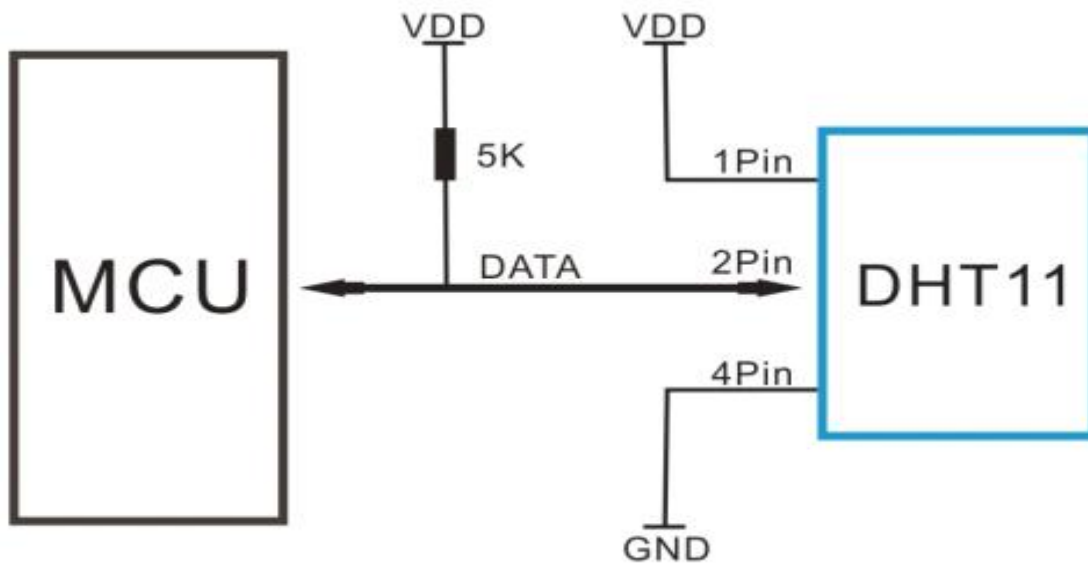 VDD
VDD
5K
1Pin
MCU
DATA
2Pin
DHT11
4Pin
GND